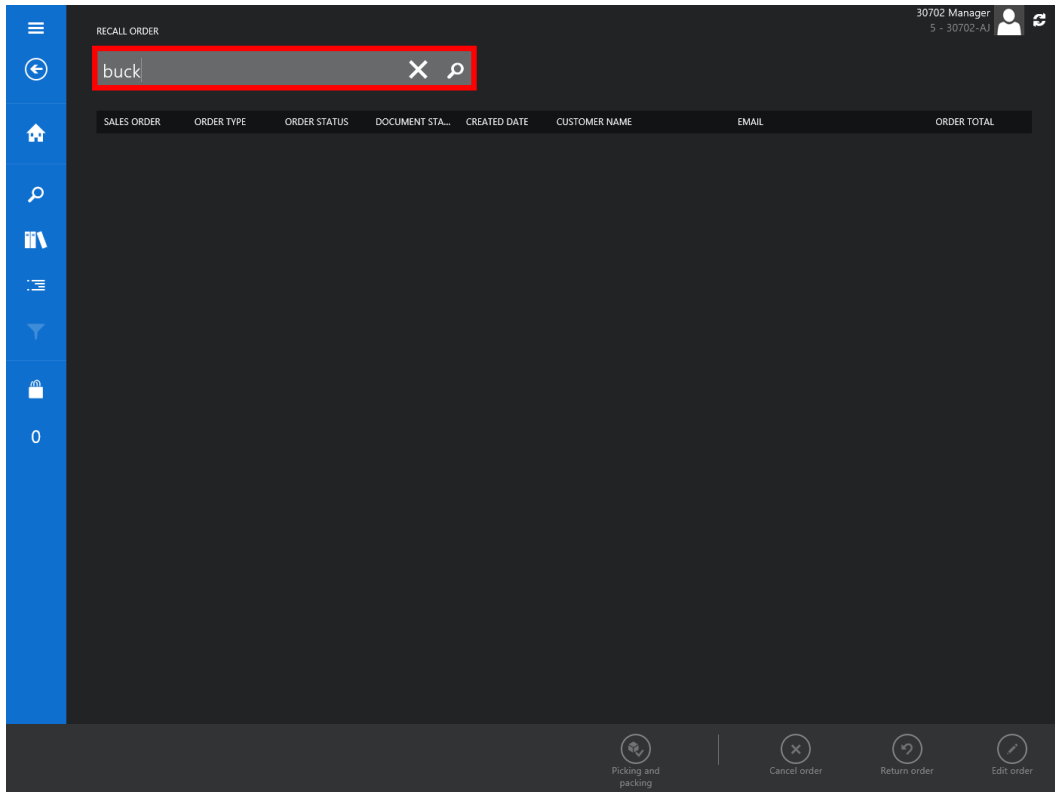 30702 Manager
5 - 30702-AJ
RECALL ORDER
buck
SALES ORDER ORDER TYPE ORDER STATUS DOCUMENT STA... CREATED DATE CUSTOMER NAME EMAIL ORDER TOTAL
0
Picking and
packing
Cancel order
Return order
Edit order